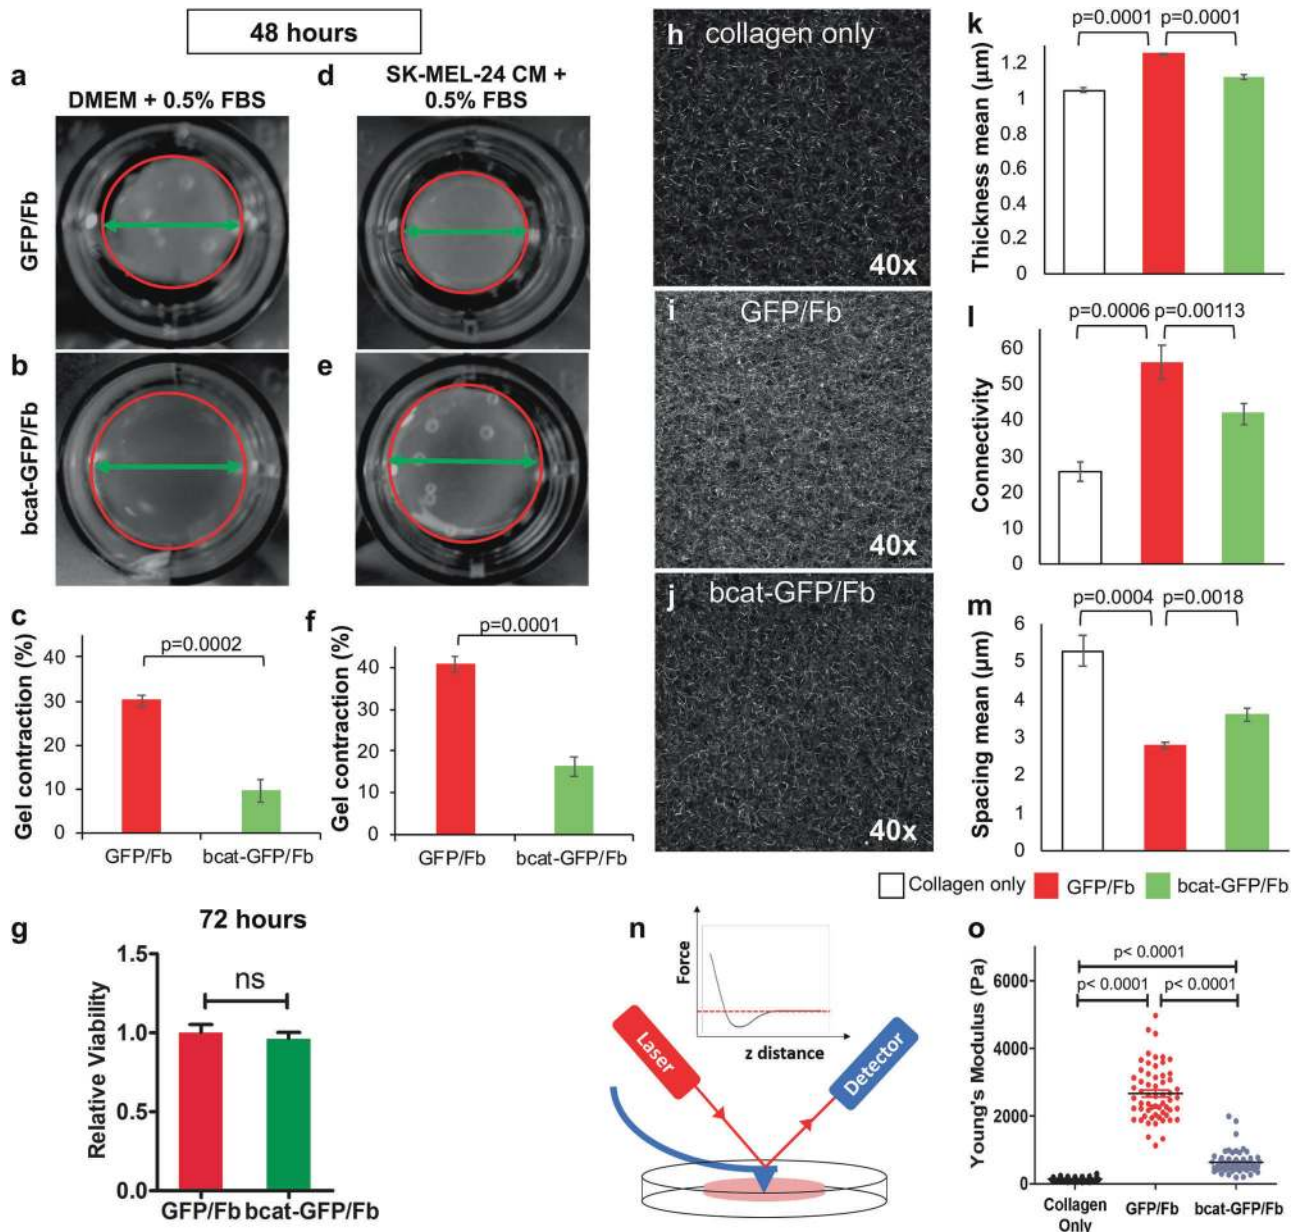 48 hours
a
DMEM + 0.5% FBS
d
SK-MEL-24 CM +
0.5% FBS
GFP/Fb
b
e
bcat-GFP/Fb
c
Gel contraction (%)
40
30
20
10
0
p=0.0002
GFP/Fb
bcat-GFP/Fb
f
Gel contraction (%)
40
30
20
10
0
p=0.0001
GFP/Fb
bcat-GFP/Fb
g
72 hours
Relative Viability
1.5
1.0
0.5
0.0
ns
GFP/Fb
bcat-GFP/Fb
h collagen only
40x
i GFP/Fb
40x
j bcat-GFP/Fb
40x
k
p=0.0001 p=0.0001
Thickness mean (µm)
1.2
1
0.8
0.6
0.4
0.2
0
l
p=0.0006 p=0.00113
Connectivity
60
50
40
30
20
10
0
m
p=0.0004 p=0.0018
Spacing mean (µm)
6
5
4
3
2
1
0
Collagen only GFP/Fb bcat-GFP/Fb
n
Force
z distance
Laser
Detector
o
Young's Modulus (Pa)
6000
4000
2000
0
p< 0.0001
p< 0.0001 p< 0.0001
Collagen
Only
GFP/Fb
bcat-GFP/Fb